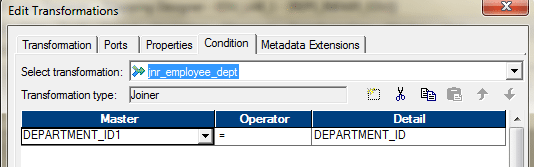 Edit Transformations
Transformation Ports Properties Condition Metadata Extensions
Select transformation: jnr_employee_dept
Transformation type: Joiner
Master Operator Detail
DEPARTMENT_ID1 = DEPARTMENT_ID